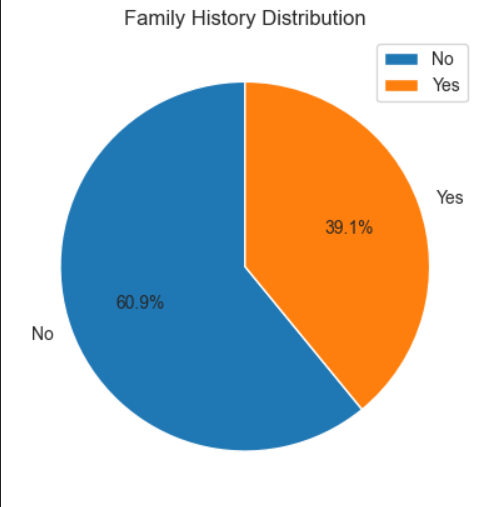 Family History Distribution
No
Yes
Yes
39.1%
60.9%
No